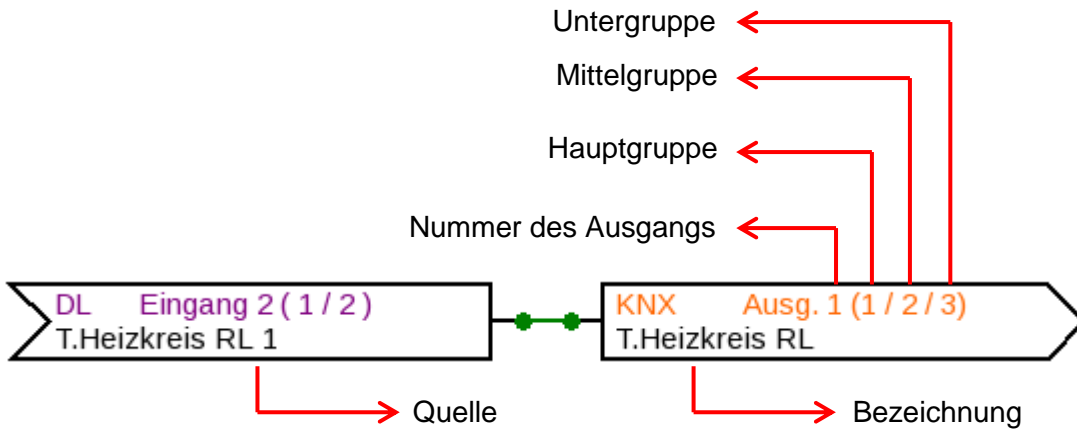 Untergruppe
Mittelgruppe
Hauptgruppe
Nummer des Ausgangs
DL Eingang 2 ( 1 / 2 )
T.Heizkreis RL 1
KNX Ausg. 1 (1 / 2 / 3)
T.Heizkreis RL
Quelle
Bezeichnung